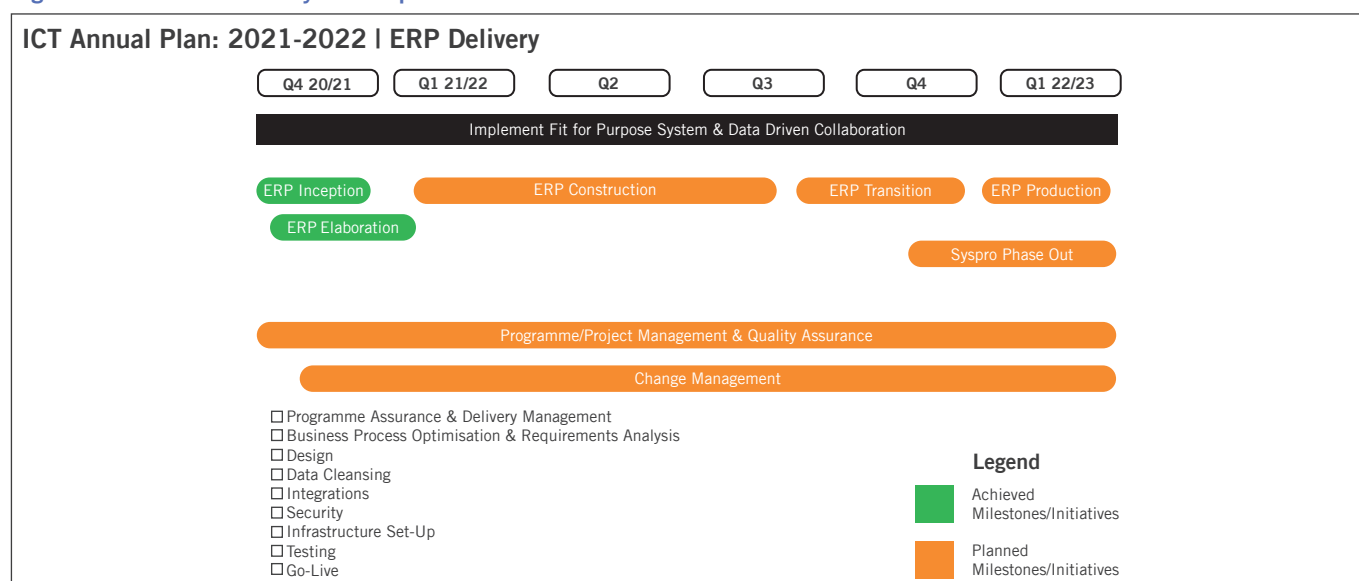 ICT Annual Plan: 2021-2022 | ERP Delivery
Q4 20/21
Q1 21/22
Q2
Q3
Q4
Q1 22/23
Implement Fit for Purpose System & Data Driven Collaboration
ERP Inception
ERP Construction
ERP Transition
ERP Production
ERP Elaboration
Syspro Phase Out
Programme/Project Management & Quality Assurance
Change Management
Programme Assurance & Delivery Management
Business Process Optimisation & Requirements Analysis
Design
Data Cleansing
Integrations
Security
Infrastructure Set-Up
Testing
Go-Live
Legend
Achieved
Milestones/Initiatives
Planned
Milestones/Initiatives